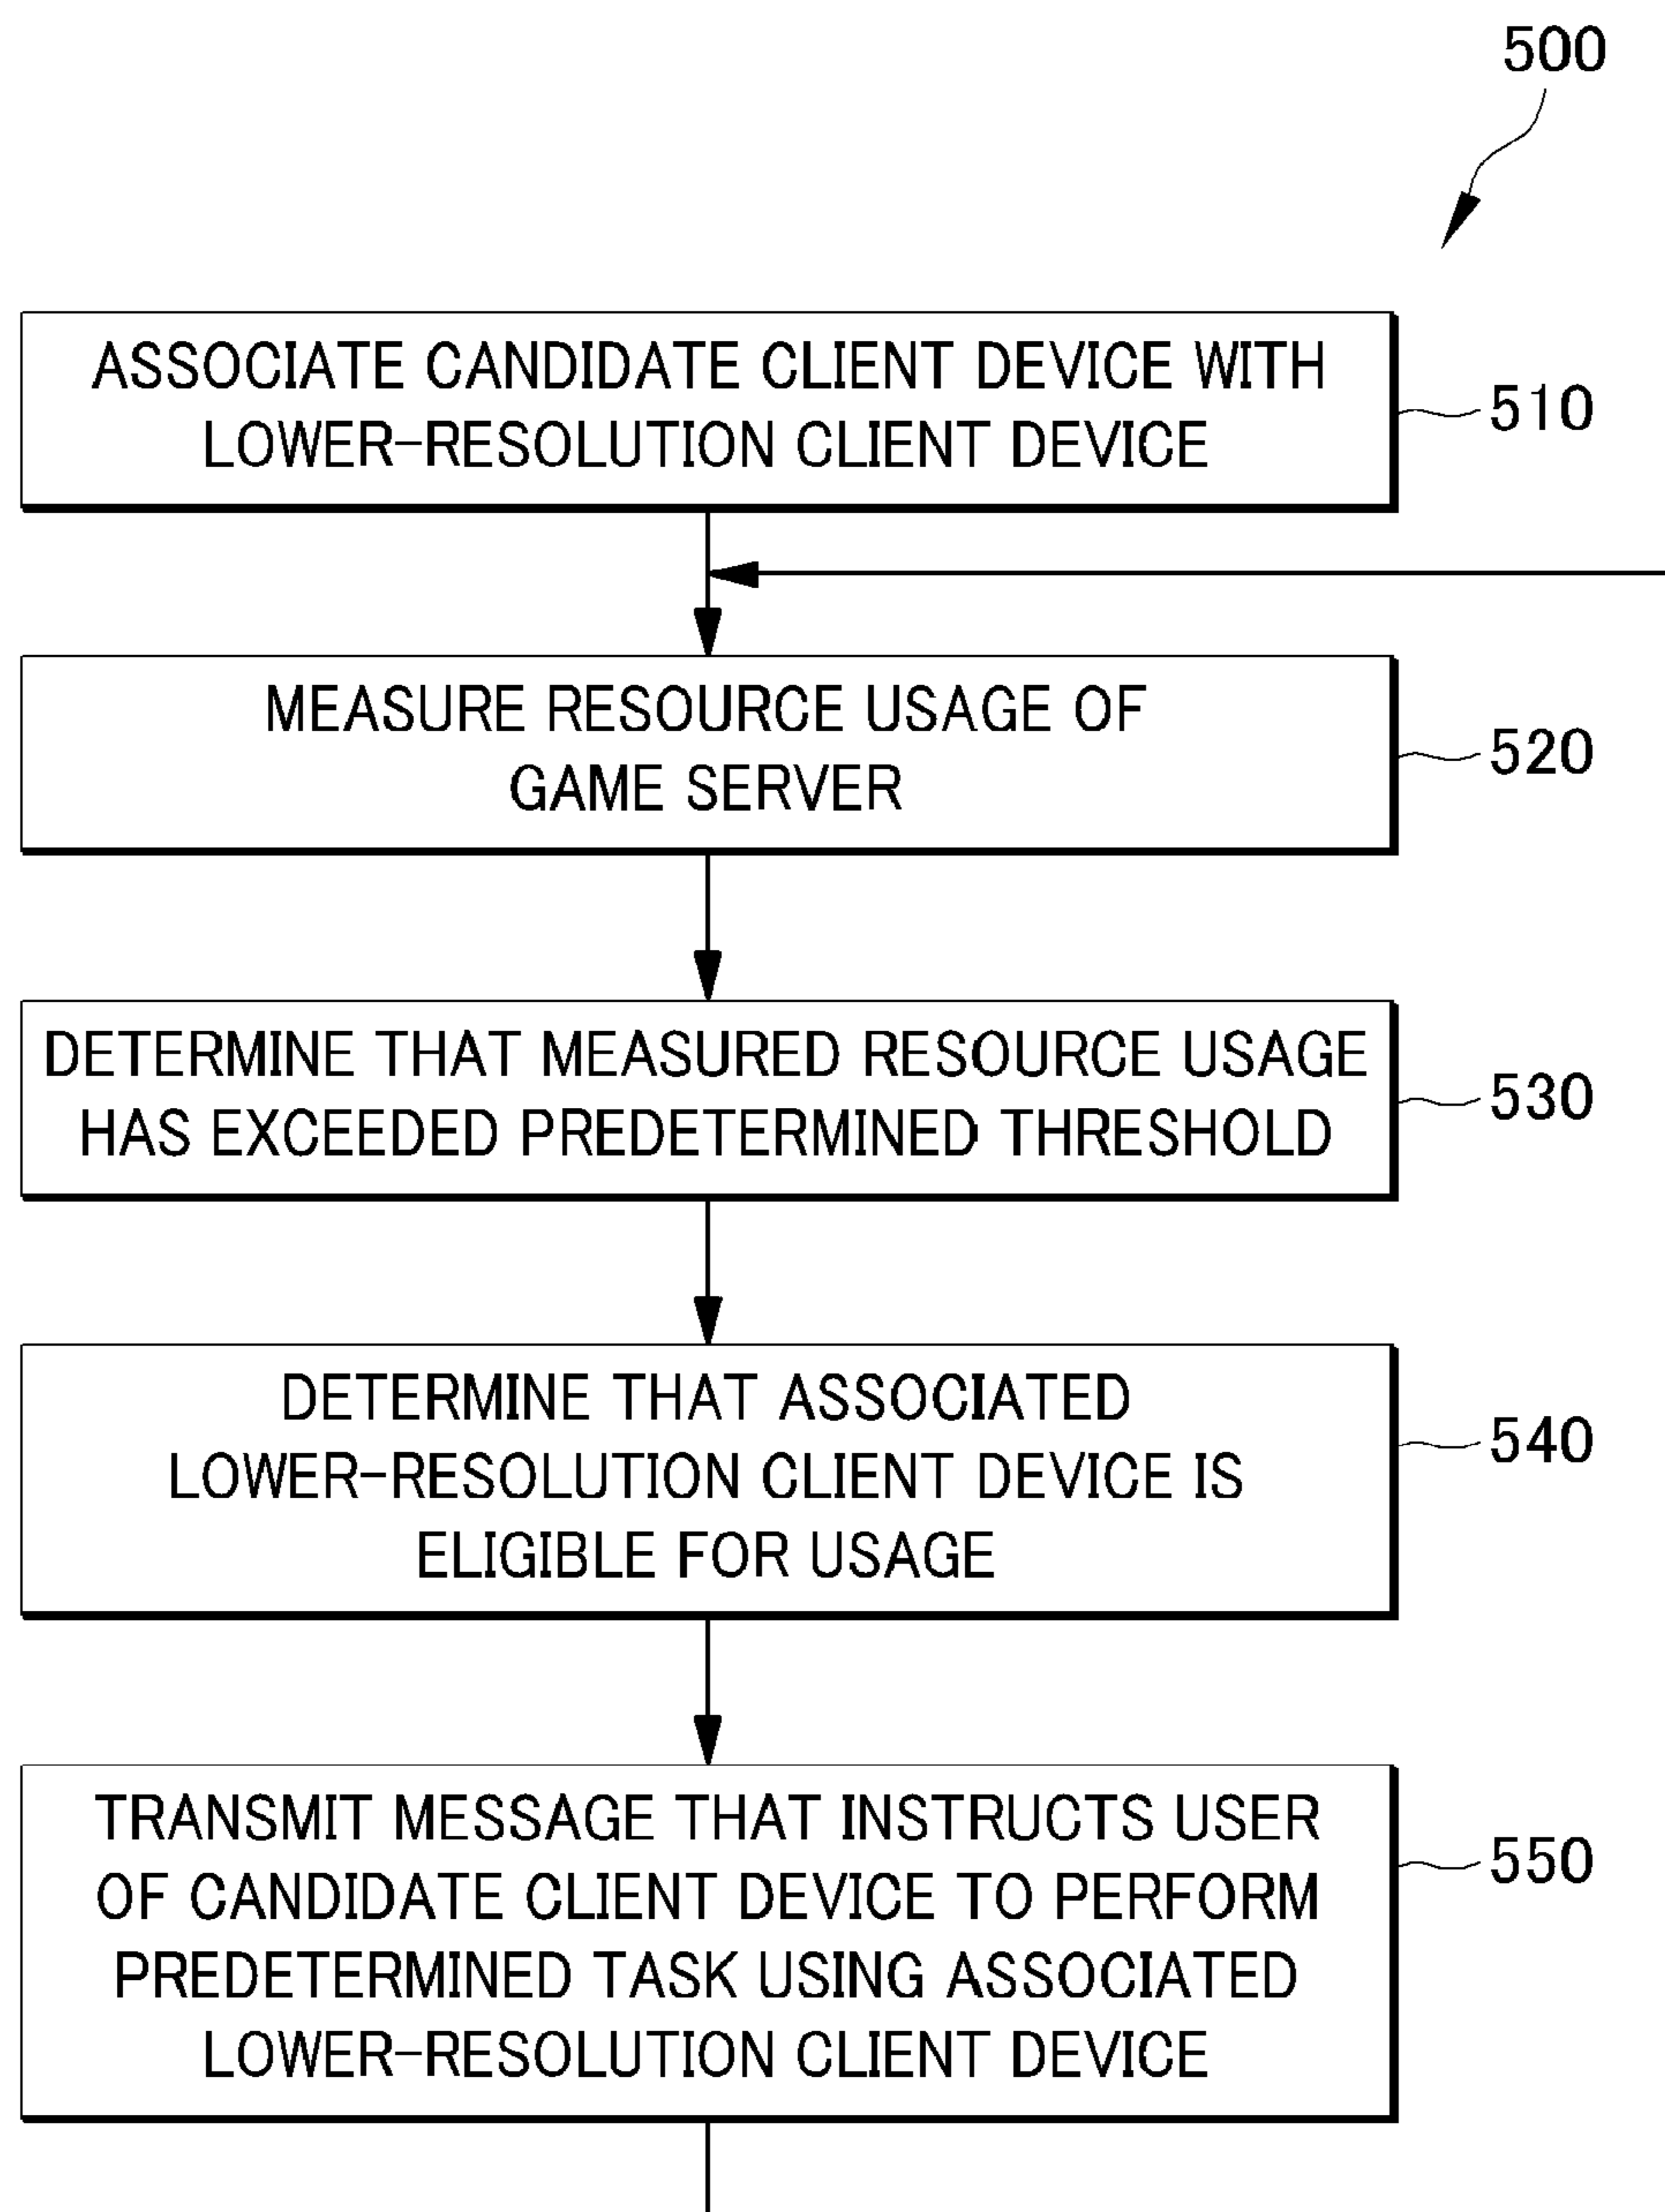 500
ASSOCIATE CANDIDATE CLIENT DEVICE WITH
LOWER-RESOLUTION CLIENT DEVICE
510
MEASURE RESOURCE USAGE OF
GAME SERVER
520
DETERMINE THAT MEASURED RESOURCE USAGE
HAS EXCEEDED PREDETERMINED THRESHOLD
530
DETERMINE THAT ASSOCIATED
LOWER-RESOLUTION CLIENT DEVICE IS
ELIGIBLE FOR USAGE
540
TRANSMIT MESSAGE THAT INSTRUCTS USER
OF CANDIDATE CLIENT DEVICE TO PERFORM
PREDETERMINED TASK USING ASSOCIATED
LOWER-RESOLUTION CLIENT DEVICE
550